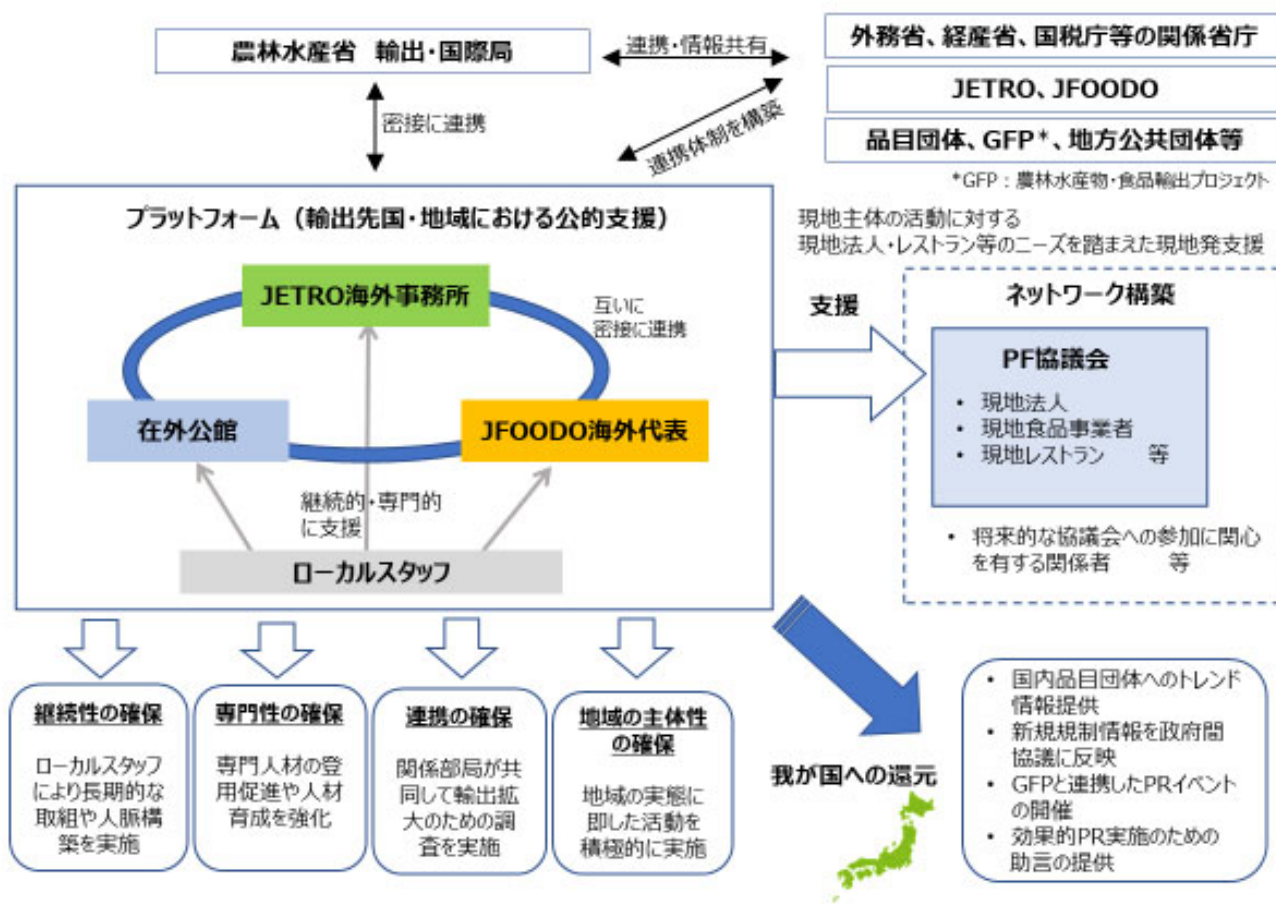 農林水産省 輸出・国際局
連携・情報共有
外務省、経産省、国税庁等の関係省庁
JETRO、JFOODO
品目団体、GFP*、地方公共団体等
*GFP：農林水産物・食品輸出プロジェクト
密接に連携
連携体制を構築
プラットフォーム（輸出先国・地域における公的支援）
JETRO海外事務所
互いに
密接に連携
在外公館
JFOODO海外代表
継続的・専門的
に支援
ローカルスタッフ
現地主体の活動に対する
現地法人・レストラン等のニーズを踏まえた現地発支援
支援
ネットワーク構築
PF協議会
• 現地法人
• 現地食品事業者
• 現地レストラン 等
• 将来的な協議会への参加に関心
を有する関係者 等
継続性の確保
ローカルスタッフ
により長期的な
取組や人脈構
築を実施
専門性の確保
専門人材の登
用促進や人材
育成を強化
連携の確保
関係部局が共
同して輸出拡
大のための調
査を実施
地域の主体性
の確保
地域の実態に
即した活動を
積極的に実施
我が国への還元
• 国内品目団体へのトレンド
情報提供
• 新規規制情報を政府間
協議に反映
• GFPと連携したPRイベント
の開催
• 効果的PR実施のための
助言の提供